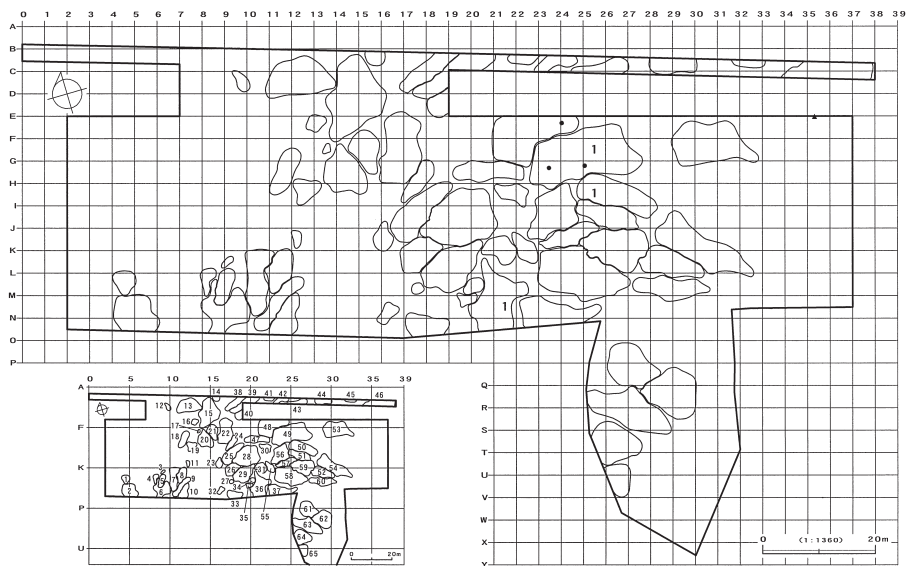 0 1 2 3 4 5 6 7 8 9 10 11 12 13 14 15 16 17 18 19 20 21 22 23 24 25 26 27 28 29 30 31 32 33 34 35 36 37 38 39
A
B
C
D
E
F
1
G
H
1
I
J
K
L
M
1
N
O
P
Q
R
S
T
U
V
W
X
Y
0 (1:1360) 20m
0 5 10 15 20 25 30 35 39
A
F
K
P
U
14 38 39 41 42 44 45 46
12 13 15 40 43
17 16 21 22 48 49 53
18 20 24 47
19 25 28 30 56 50
51
3 11 23 26 31 57 59 54
1 4 5 7 8 9 27 29 58 52
60
2 6 10 32 34 36 37
33
35 55
61
62
63
64
65
0 20m